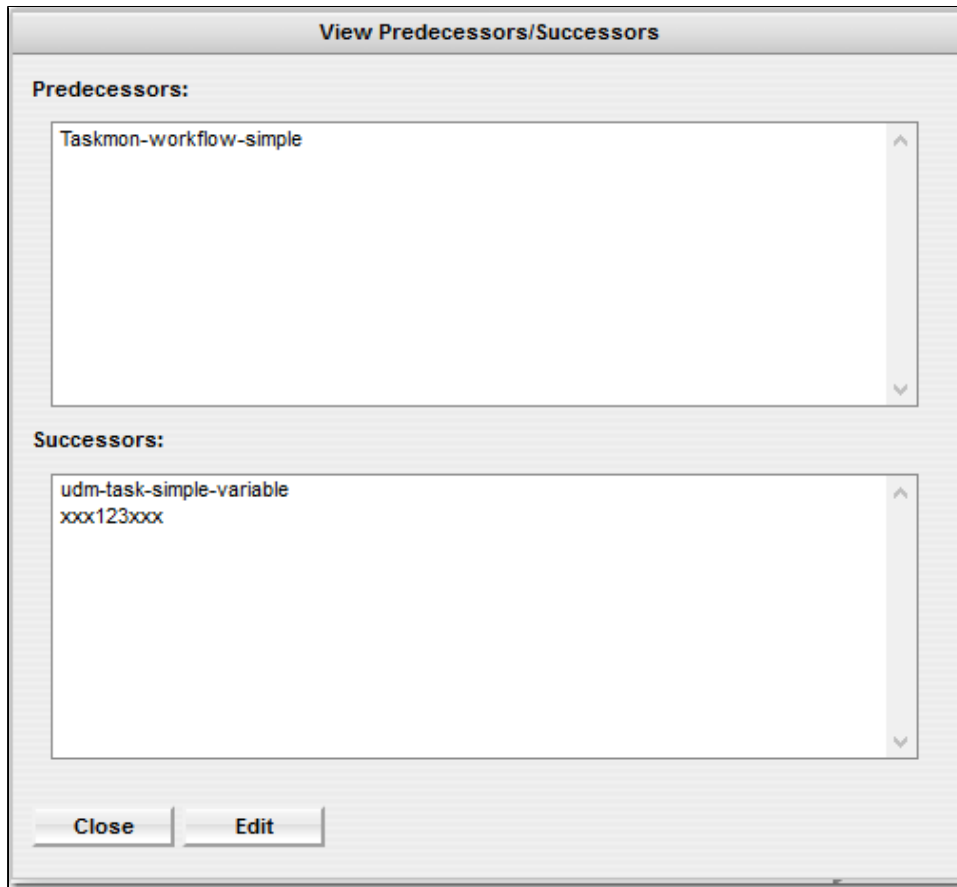 View Predecessors/Successors
Predecessors:
Taskmon-workflow-simple
Successors:
udm-task-simple-variable
xxx123xxx
Close Edit